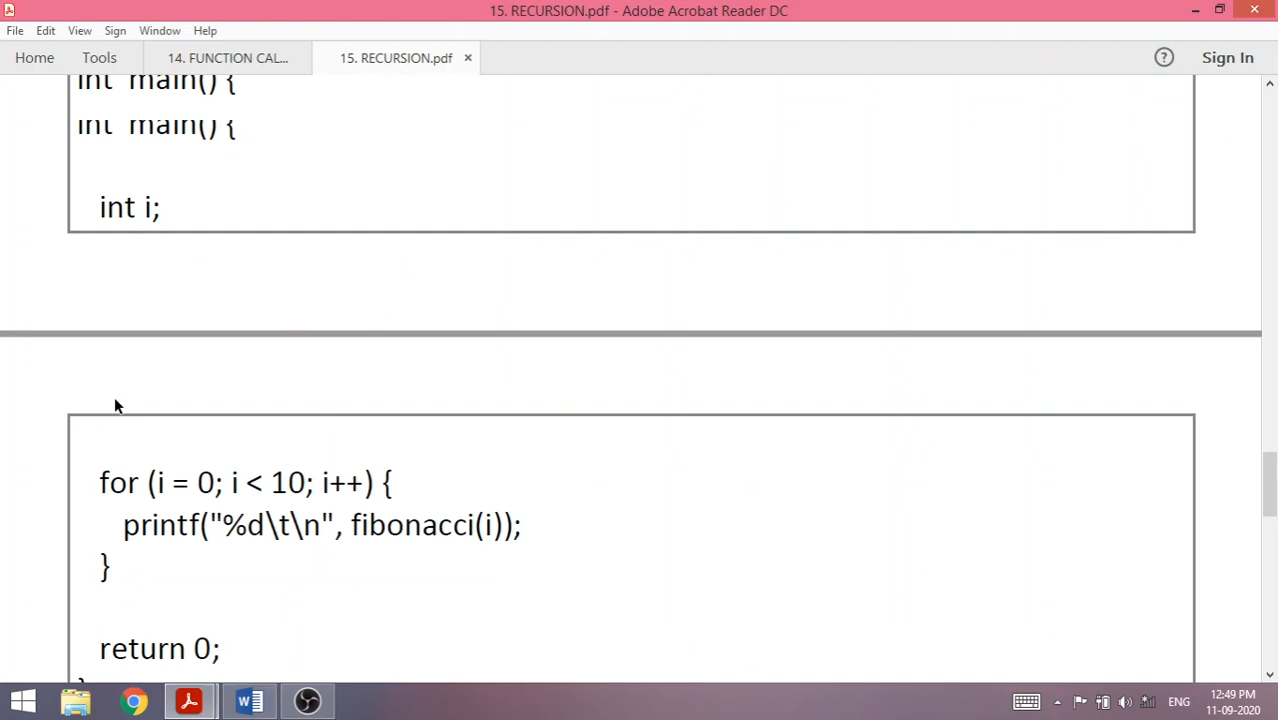 15. RECURSION.pdf - Adobe Acrobat Reader DC
File Edit View Sign Window Help
Home Tools 14. FUNCTION CAL... 15. RECURSION.pdf × ? Sign In
int main() {
int main() {
int i;
for (i = 0; i < 10; i++) {
printf("%d\t\n", fibonacci(i));
}
return 0;
}
12:49 PM
ENG
11-09-2020